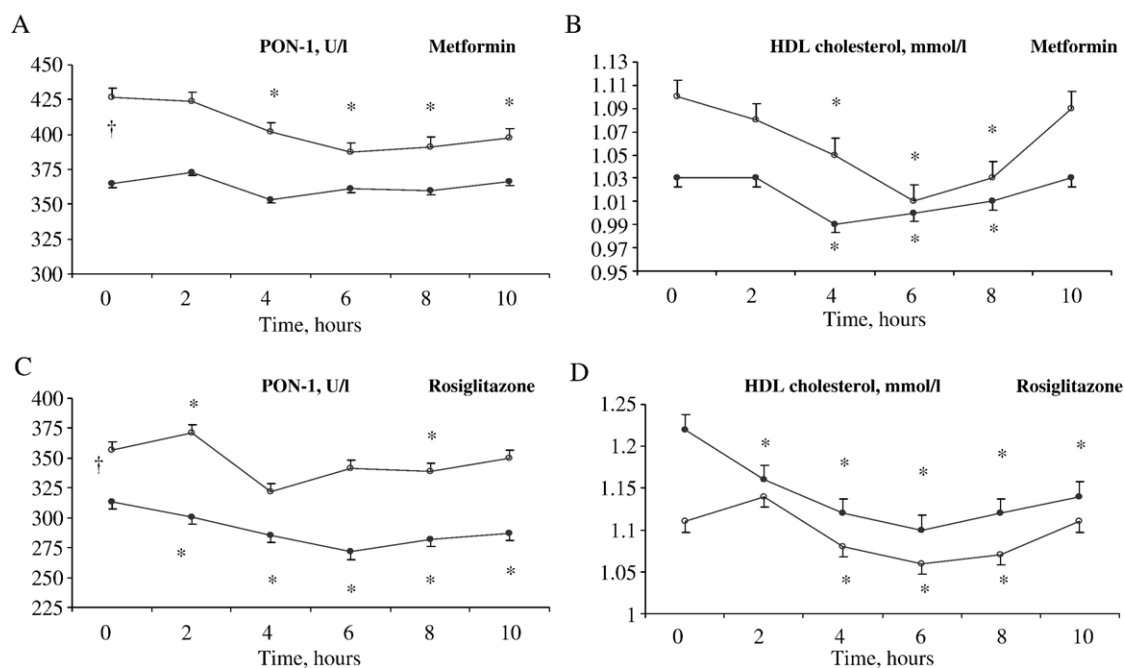 A
PON-1, U/l Metformin
450
425
400
375
350
325
300
* * * *
†
0 2 4 6 8 10
Time, hours
B
HDL cholesterol, mmol/l Metformin
1.13
1.11
1.09
1.07
1.05
1.03
1.01
0.99
0.97
0.95
* * *
* * *
0 2 4 6 8 10
Time, hours
C
PON-1, U/l Rosiglitazone
400
375
350
325
300
275
250
225
* *
†
* * * * *
0 2 4 6 8 10
Time, hours
D
HDL cholesterol, mmol/l Rosiglitazone
1.25
1.2
1.15
1.1
1.05
1
* * * * *
* * *
0 2 4 6 8 10
Time, hours